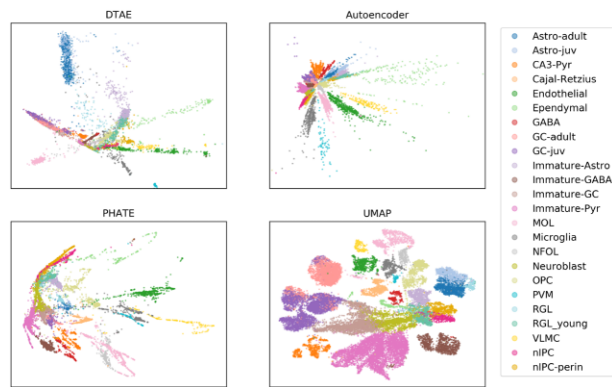 DTAE
Autoencoder
PHATE
UMAP
Astro-adult
Astro-juv
CA3-Pyr
Cajal-Retzius
Endothelial
Ependymal
GABA
GC-adult
GC-juv
Immature-Astro
Immature-GABA
Immature-GC
Immature-Pyr
MOL
Microglia
NFOL
Neuroblast
OPC
PVM
RGL
RGL_young
VLMC
nIPC
nIPC-perin